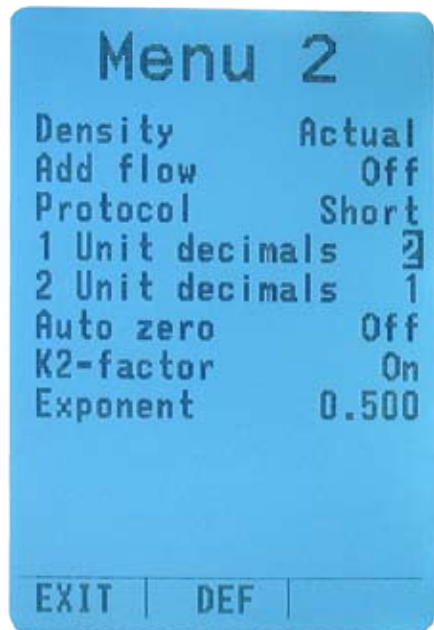 Menu 2
Density Actual
Add flow Off
Protocol Short
1 Unit decimals 2
2 Unit decimals 1
Auto zero Off
K2-factor On
Exponent 0.500
EXIT | DEF |